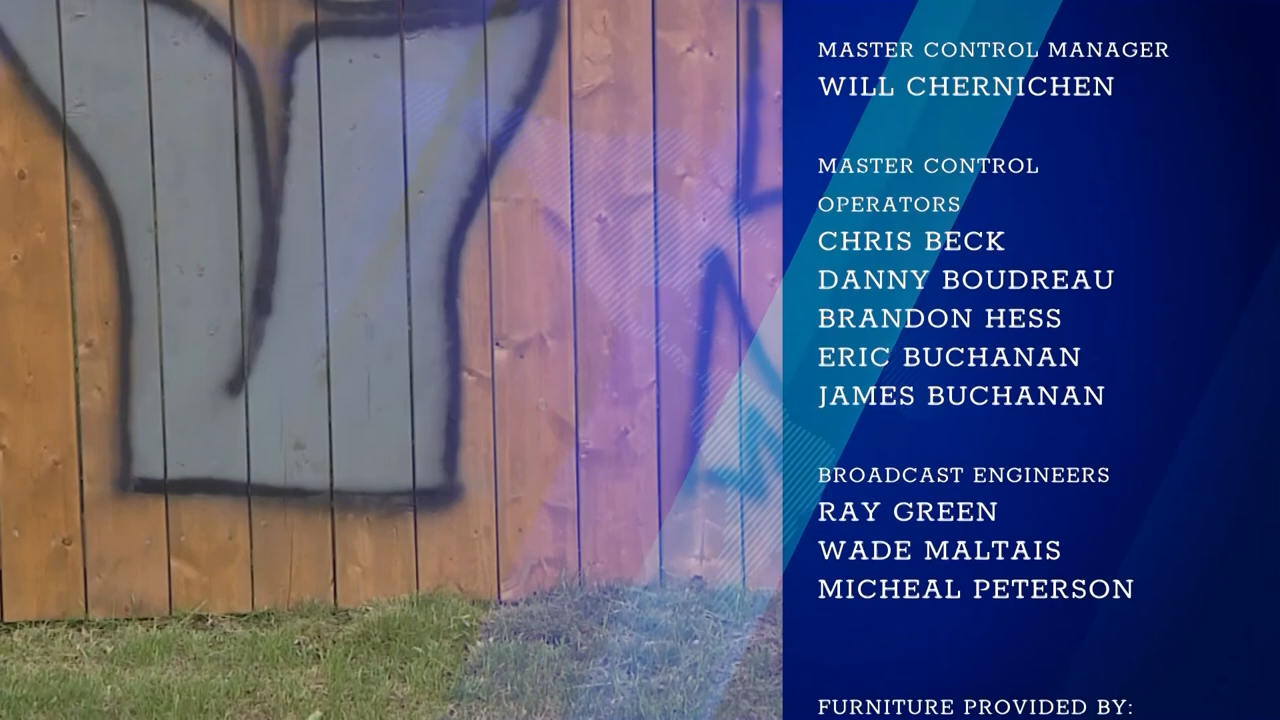 MASTER CONTROL MANAGER
WILL CHERNICHEN
MASTER CONTROL
OPERATORS
CHRIS BECK
DANNY BOUDREAU
BRANDON HESS
ERIC BUCHANAN
JAMES BUCHANAN
BROADCAST ENGINEERS
RAY GREEN
WADE MALTAIS
MICHEAL PETERSON
FURNITURE PROVIDED BY: